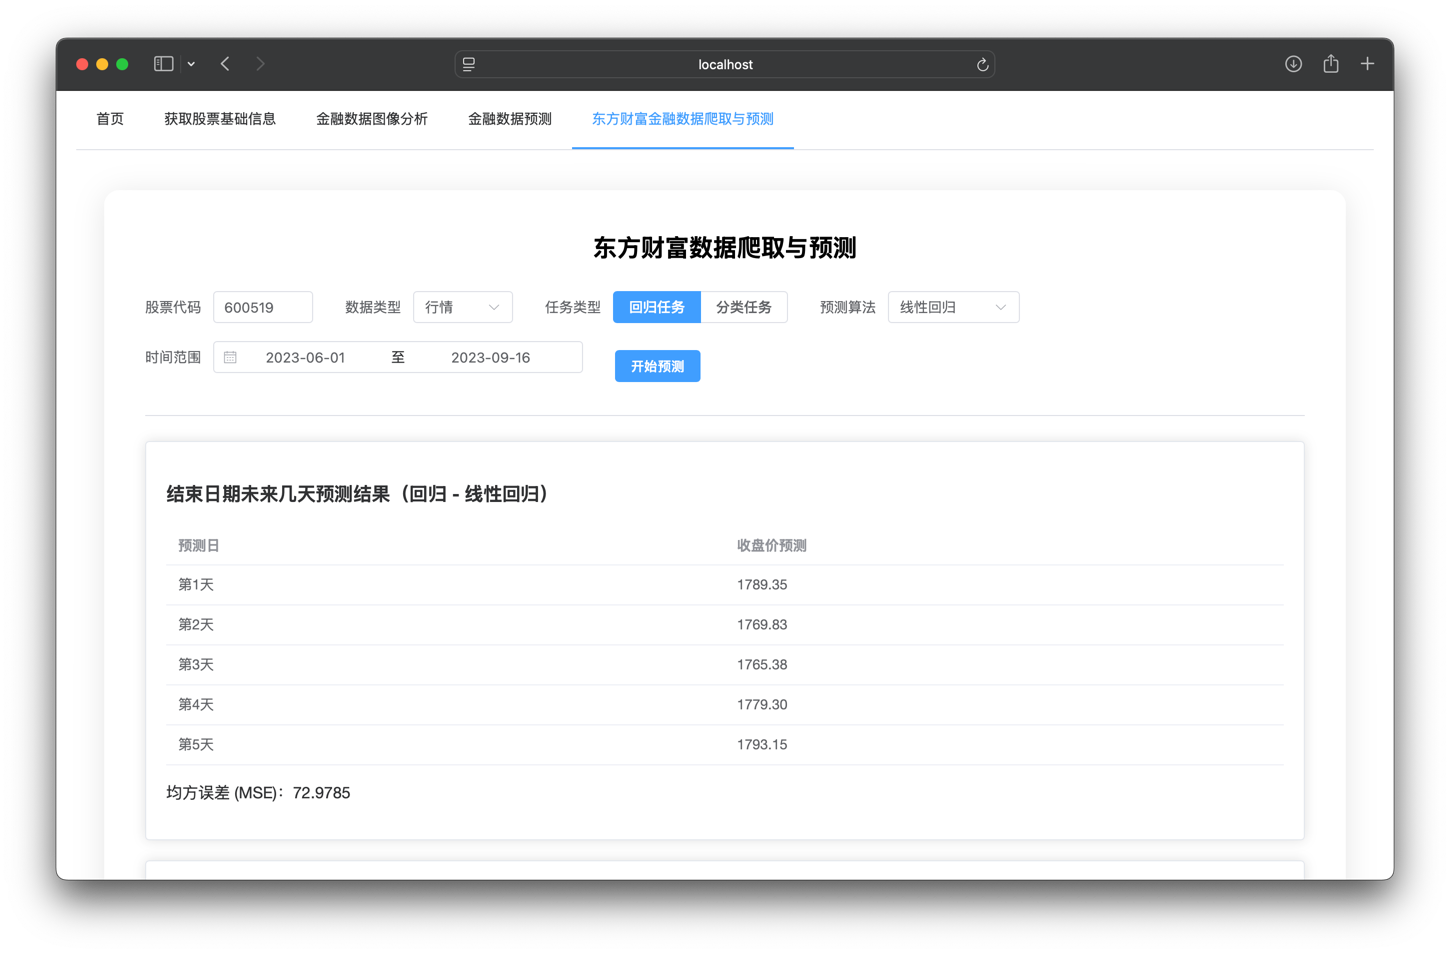 localhost
首页 获取股票基础信息 金融数据图像分析 金融数据预测 东方财富金融数据爬取与预测
东方财富数据爬取与预测
股票代码 600519 数据类型 行情 任务类型 回归任务 分类任务 预测算法 线性回归
时间范围 2023-06-01 至 2023-09-16 开始预测
结束日期未来几天预测结果（回归 - 线性回归）
预测日 收盘价预测
第1天 1789.35
第2天 1769.83
第3天 1765.38
第4天 1779.30
第5天 1793.15
均方误差 (MSE)：72.9785